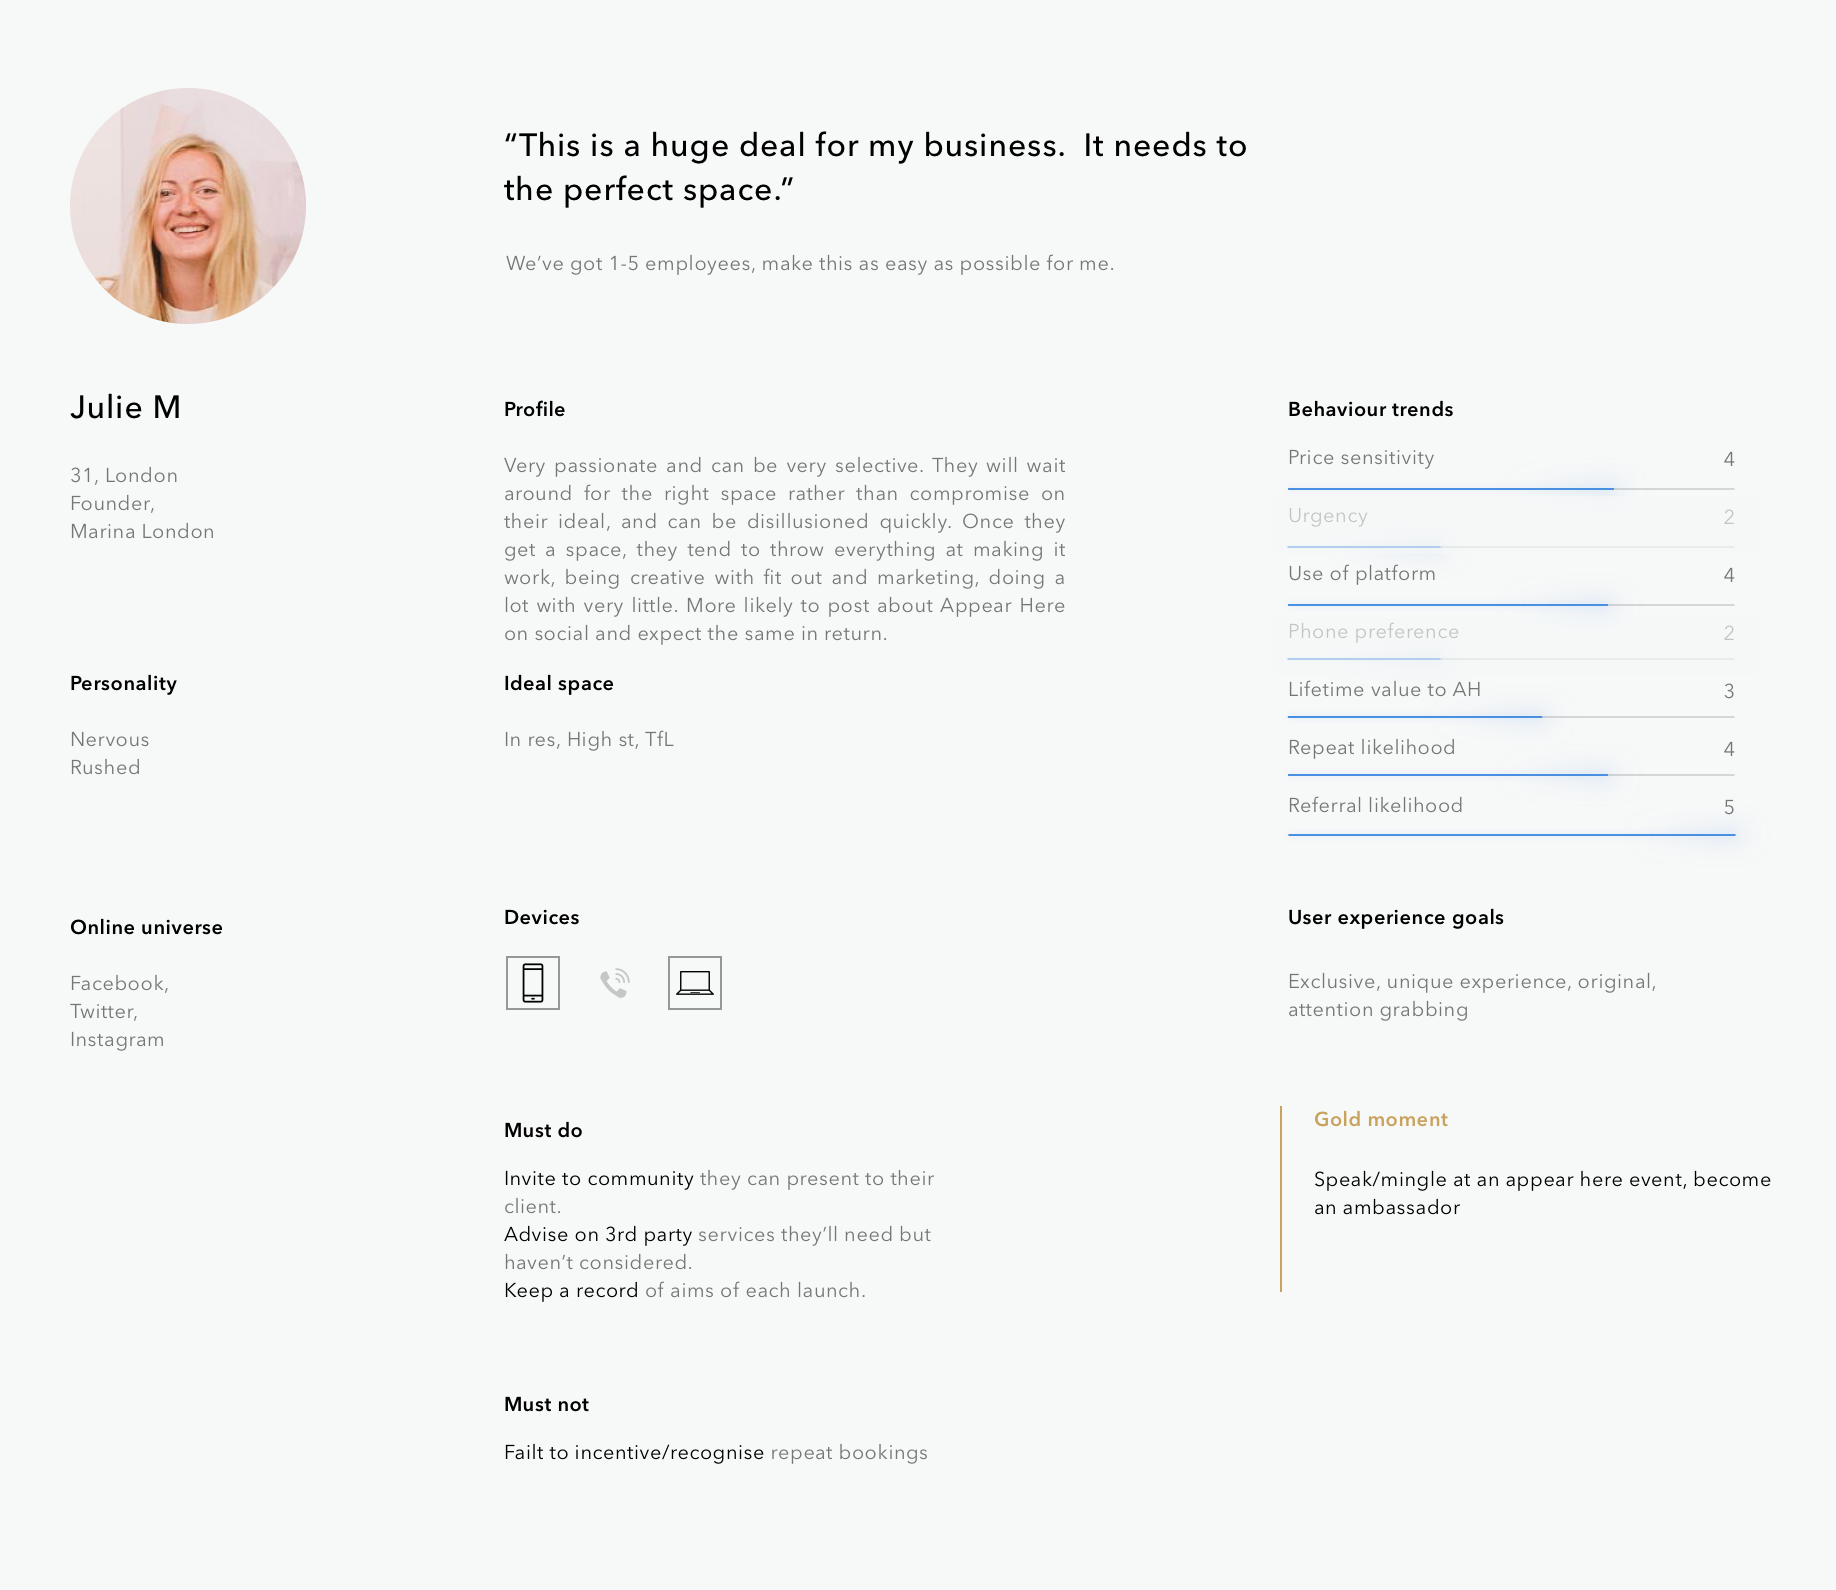 “This is a huge deal for my business.  It needs to
the perfect space.”
We’ve got 1-5 employees, make this as easy as possible for me.
Julie M
31, London
Founder,
Marina London
Personality
Nervous
Rushed
Online universe
Facebook,
Twitter,
Instagram
Profile
Very passionate and can be very selective. They will wait
around for the right space rather than compromise on
their ideal, and can be disillusioned quickly. Once they
get a space, they tend to throw everything at making it
work, being creative with fit out and marketing, doing a
lot with very little. More likely to post about Appear Here
on social and expect the same in return.
Ideal space
In res, High st, TfL
Devices
Must do
Invite to community they can present to their
client.
Advise on 3rd party services they’ll need but
haven’t considered.
Keep a record of aims of each launch.
Must not
Failt to incentive/recognise repeat bookings
Behaviour trends
Price sensitivity 4
Urgency 2
Use of platform 4
Phone preference 2
Lifetime value to AH 3
Repeat likelihood 4
Referral likelihood 5
User experience goals
Exclusive, unique experience, original,
attention grabbing
Gold moment
Speak/mingle at an appear here event, become
an ambassador